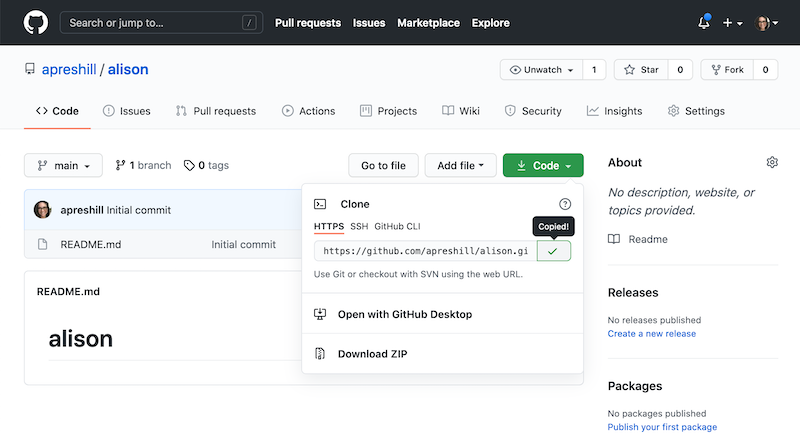 Search or jump to… /
Pull requests Issues Marketplace Explore
apreshill / alison
Unwatch 1 Star 0 Fork 0
Code Issues Pull requests Actions Projects Wiki Security Insights Settings
main 1 branch 0 tags Go to file Add file Code
apreshill Initial commit
README.md Initial commit
README.md
alison
Clone
HTTPS SSH GitHub CLI
Copied!
https://github.com/apreshill/alison.gi
Use Git or checkout with SVN using the web URL.
Open with GitHub Desktop
Download ZIP
About
No description, website, or
topics provided.
Readme
Releases
No releases published
Create a new release
Packages
No packages published
Publish your first package